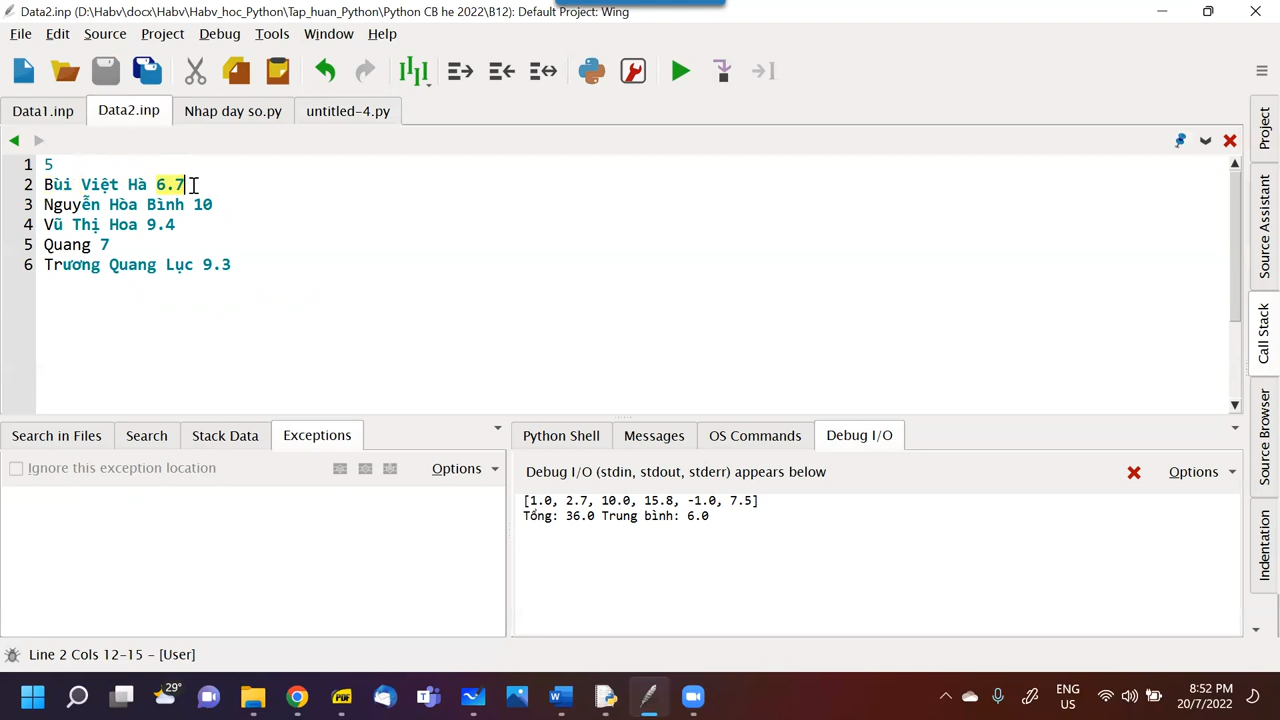 Data2.inp (D:\Habv\docx\Habv\Habv_hoc_Python\Tap_huan_Python\Python CB he 2022\B12): Default Project: Wing
File Edit Source Project Debug Tools Window Help
Data1.inp Data2.inp Nhap day so.py untitled-4.py
1 5
2 Bùi Việt Hà 6.7
3 Nguyễn Hòa Bình 10
4 Vũ Thị Hoa 9.4
5 Quang 7
6 Trương Quang Lục 9.3
Project
Source Assistant
Call Stack
Source Browser
Indentation
Search in Files Search Stack Data Exceptions
Ignore this exception location Options
Python Shell Messages OS Commands Debug I/O
Debug I/O (stdin, stdout, stderr) appears below Options
[1.0, 2.7, 10.0, 15.8, -1.0, 7.5]
Tổng: 36.0 Trung bình: 6.0
Line 2 Cols 12-15 - [User]
29°
ENG
US
8:52 PM
20/7/2022